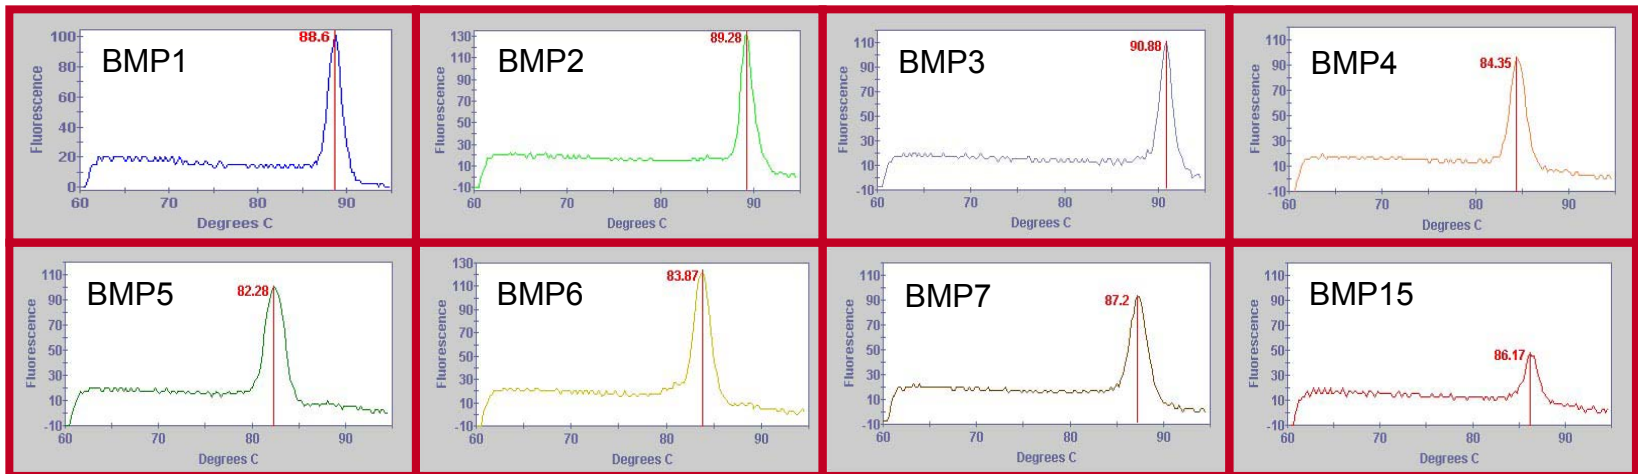 BMP1
88.6
Fluorescence
100
80
60
40
20
0
60 70 80 90
Degrees C
BMP2
89.28
Fluorescence
130
110
90
70
50
30
10
-10
60 70 80 90
Degrees C
BMP3
90.88
Fluorescence
110
90
70
50
30
10
-10
60 70 80 90
Degrees C
BMP4
84.35
Fluorescence
110
90
70
50
30
10
-10
60 70 80 90
Degrees C
BMP5
82.28
Fluorescence
110
90
70
50
30
10
-10
60 70 80 90
Degrees C
BMP6
83.87
Fluorescence
130
110
90
70
50
30
10
-10
60 70 80 90
Degrees C
BMP7
87.2
Fluorescence
110
90
70
50
30
10
-10
60 70 80 90
Degrees C
BMP15
86.17
Fluorescence
110
90
70
50
30
10
-10
60 70 80 90
Degrees C